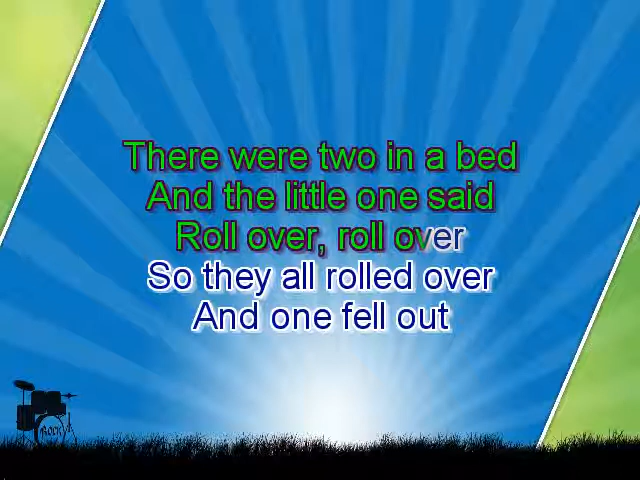 There were two in a bed
And the little one said
Roll over, roll over
So they all rolled over
And one fell out
ROCK